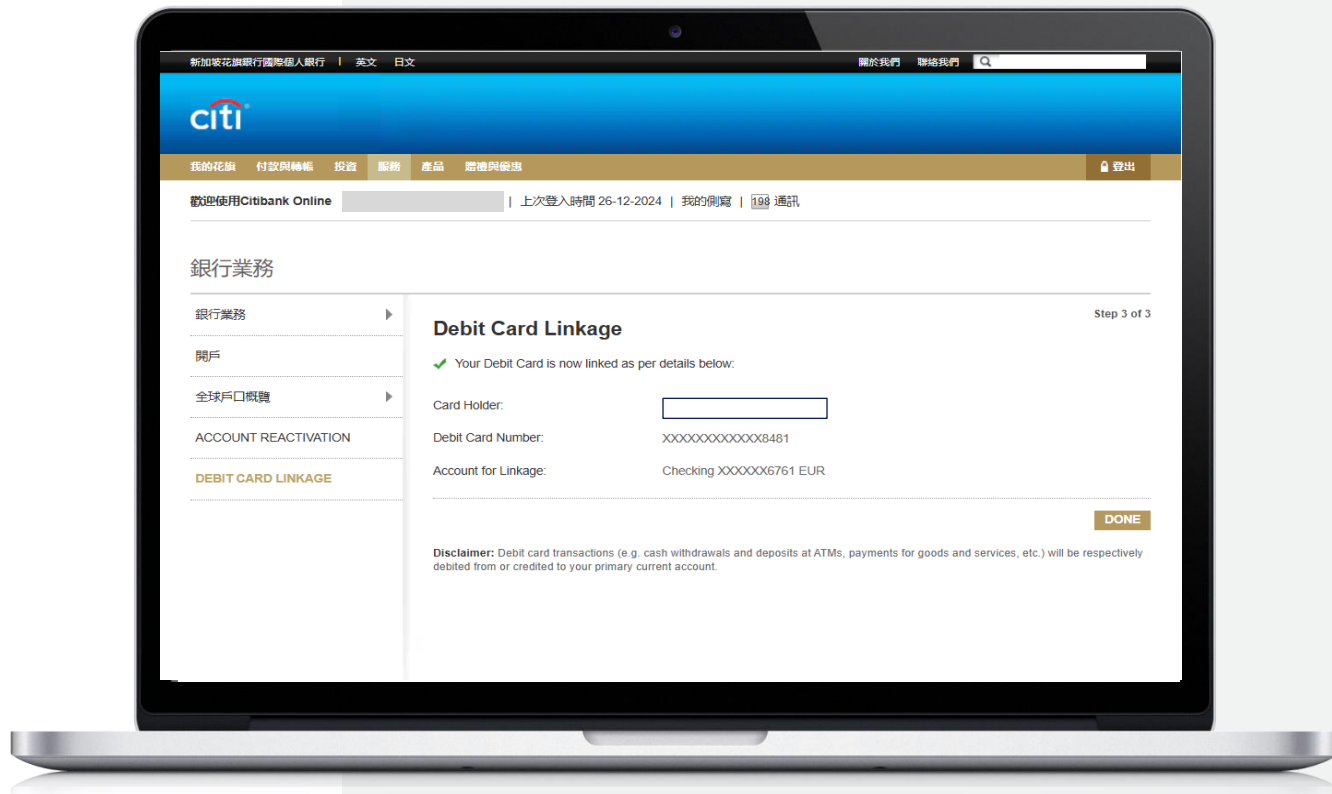 新加坡花旗銀行國際個人銀行 | 英文 日文 關於我們 聯絡我們
citi
我的花旗 付款與轉帳 投資 服務 產品 贈禮與優惠 登出
歡迎使用Citibank Online | 上次登入時間 26-12-2024 | 我的側寫 | 198 通訊
銀行業務
銀行業務
開戶
全球戶口概覽
ACCOUNT REACTIVATION
DEBIT CARD LINKAGE
Step 3 of 3
Debit Card Linkage
Your Debit Card is now linked as per details below:
Card Holder:
Debit Card Number: XXXXXXXXXXXX8481
Account for Linkage: Checking XXXXXX6761 EUR
DONE
Disclaimer: Debit card transactions (e.g. cash withdrawals and deposits at ATMs, payments for goods and services, etc.) will be respectively
debited from or credited to your primary current account.